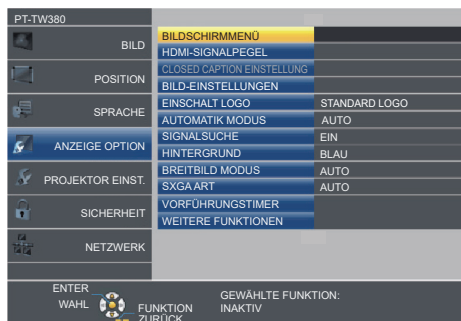 PT-TW380
BILD
POSITION
SPRACHE
ANZEIGE OPTION
PROJEKTOR EINST.
SICHERHEIT
NETZWERK
BILDSCHIRMMENÜ
HDMI-SIGNALPEGEL
CLOSED CAPTION EINSTELLUNG
BILD-EINSTELLUNGEN
EINSCHALT LOGO STANDARD LOGO
AUTOMATIK MODUS AUTO
SIGNALSUCHE EIN
HINTERGRUND BLAU
BREITBILD MODUS AUTO
SXGA ART AUTO
VORFÜHRUNGSTIMER
WEITERE FUNKTIONEN
ENTER
WAHL
FUNKTION
ZURÜCK
GEWÄHLTE FUNKTION:
INAKTIV